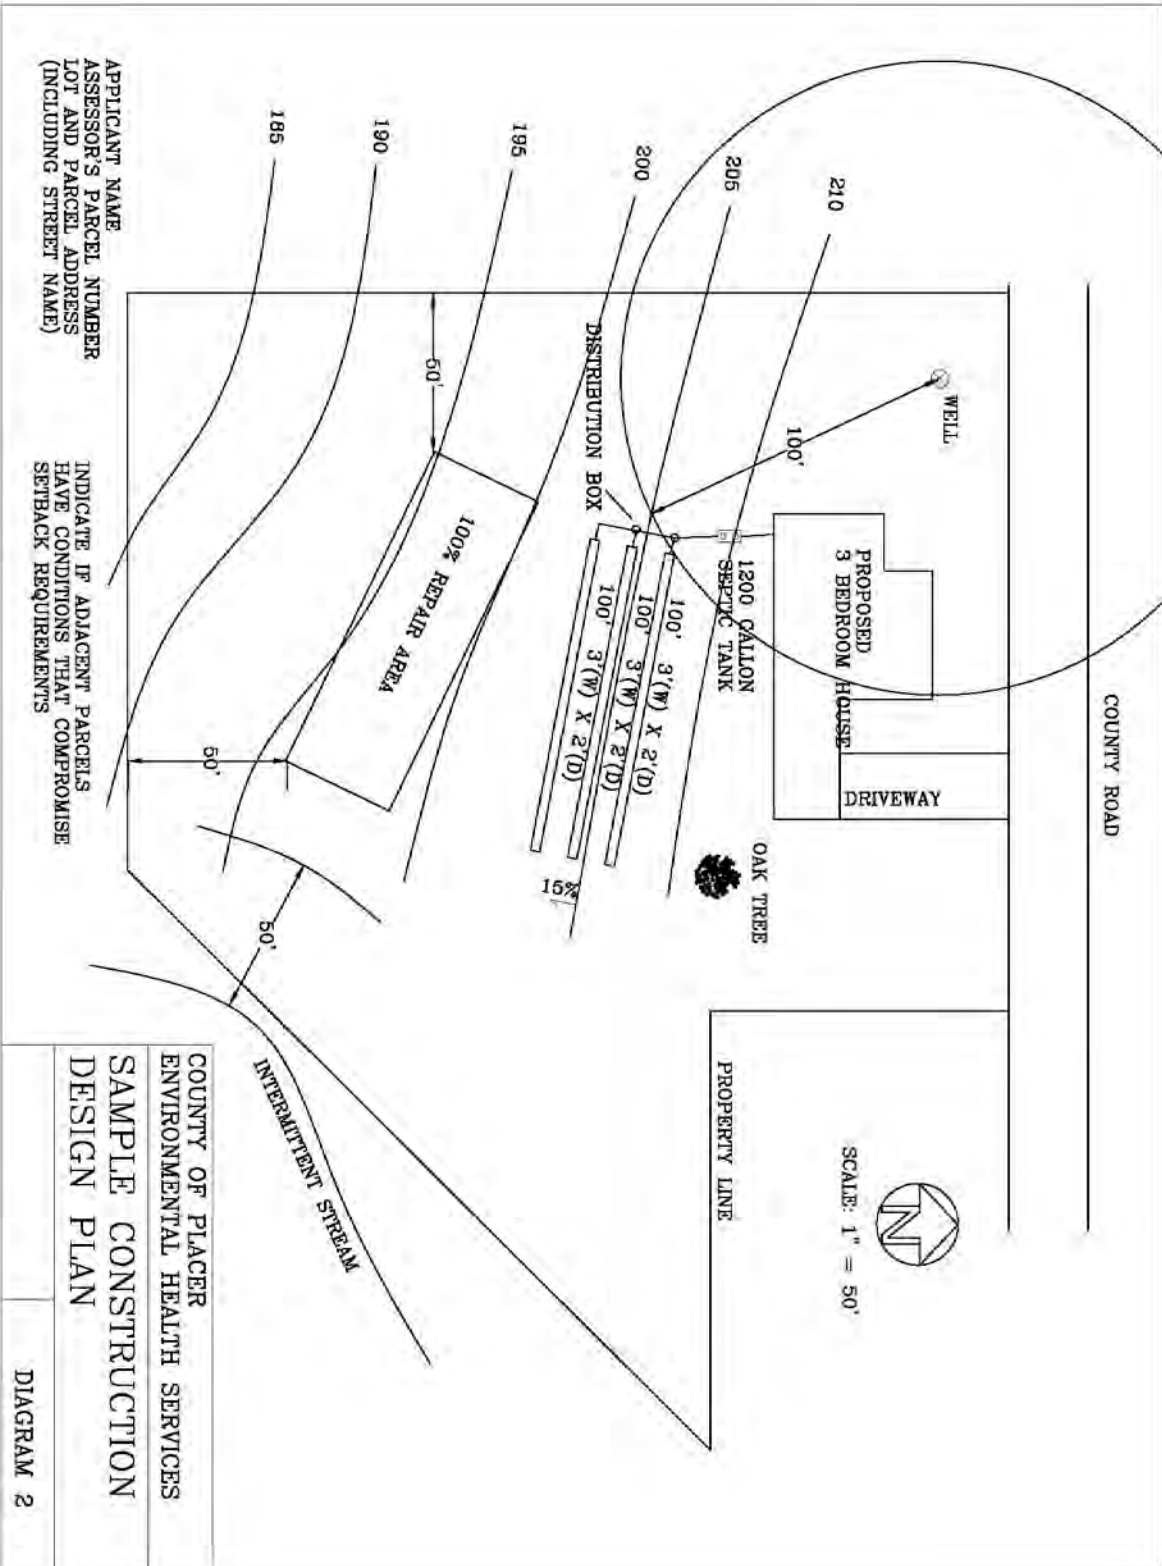 COUNTY ROAD
WELL
100'
PROPOSED
3 BEDROOM HOUSE
DRIVEWAY
OAK TREE
SCALE: 1" = 50'
N
PROPERTY LINE
210
205
200
195
190
185
1200 GALLON
SEPTIC TANK
DISTRIBUTION BOX
100' 3'(W) X 2'(D)
100' 3'(W) X 2'(D)
100' 3'(W) X 2'(D)
15%
50'
100% REPAIR AREA
50'
50'
INTERMITTENT STREAM
APPLICANT NAME
ASSESSOR'S PARCEL NUMBER
LOT AND PARCEL ADDRESS
(INCLUDING STREET NAME)
INDICATE IF ADJACENT PARCELS
HAVE CONDITIONS THAT COMPROMISE
SETBACK REQUIREMENTS
COUNTY OF PLACER
ENVIRONMENTAL HEALTH SERVICES
SAMPLE CONSTRUCTION
DESIGN PLAN
DIAGRAM 2